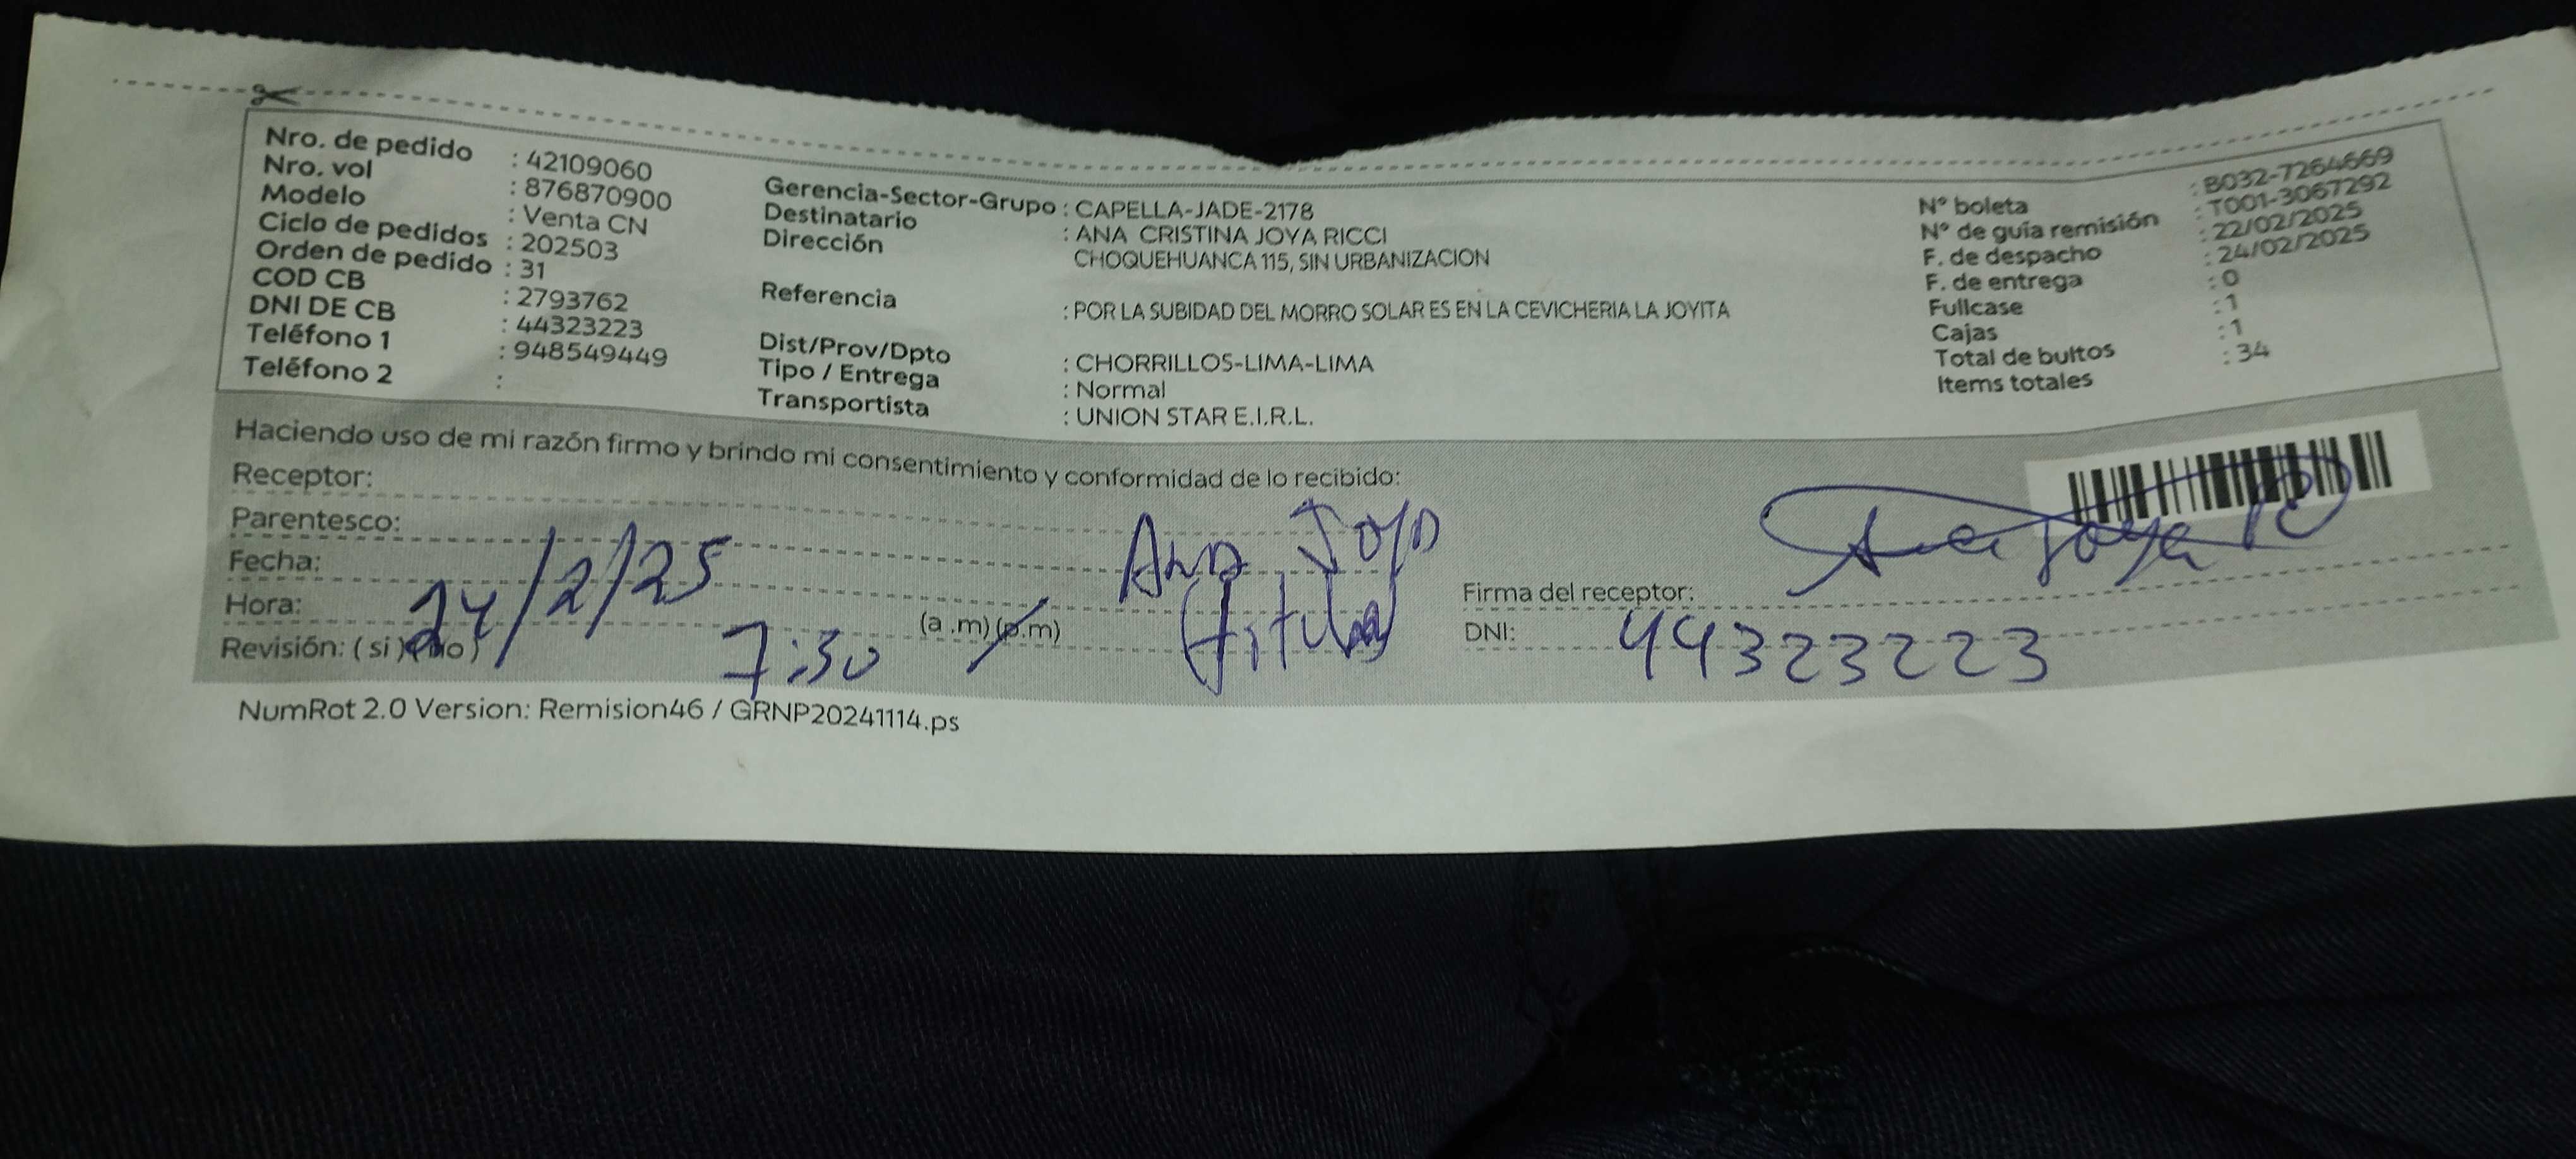 Nro. de pedido : 42109060
Nro. vol : 876870900
Modelo : Venta CN
Ciclo de pedidos : 202503
Orden de pedido : 31
COD CB : 2793762
DNI DE CB : 44323223
Teléfono 1 : 948549449
Teléfono 2 :
Gerencia-Sector-Grupo : CAPELLA-JADE-2178
Destinatario : ANA CRISTINA JOYA RICCI
Dirección CHOQUEHUANCA 115, SIN URBANIZACION
Referencia : POR LA SUBIDAD DEL MORRO SOLAR ES EN LA CEVICHERIA LA JOYITA
Dist/Prov/Dpto : CHORRILLOS-LIMA-LIMA
Tipo / Entrega : Normal
Transportista : UNION STAR E.I.R.L.
N° boleta : B032-7264669
N° de guia remisión : T001-3067292
F. de despacho : 22/02/2025
F. de entrega : 24/02/2025
Fullcase : 0
Cajas : 1
Total de bultos : 1
Items totales : 34
Haciendo uso de mi razón firmo y brindo mi consentimiento y conformidad de lo recibido:
Receptor: Ana Joya
Parentesco: titular
Fecha: 24/2/25
Hora: 7:30 (a .m) (p.m)
Revisión: ( si ) ( no )
Firma del receptor: Ana Joya R
DNI: 44323223
NumRot 2.0 Version: Remision46 / GRNP20241114.ps